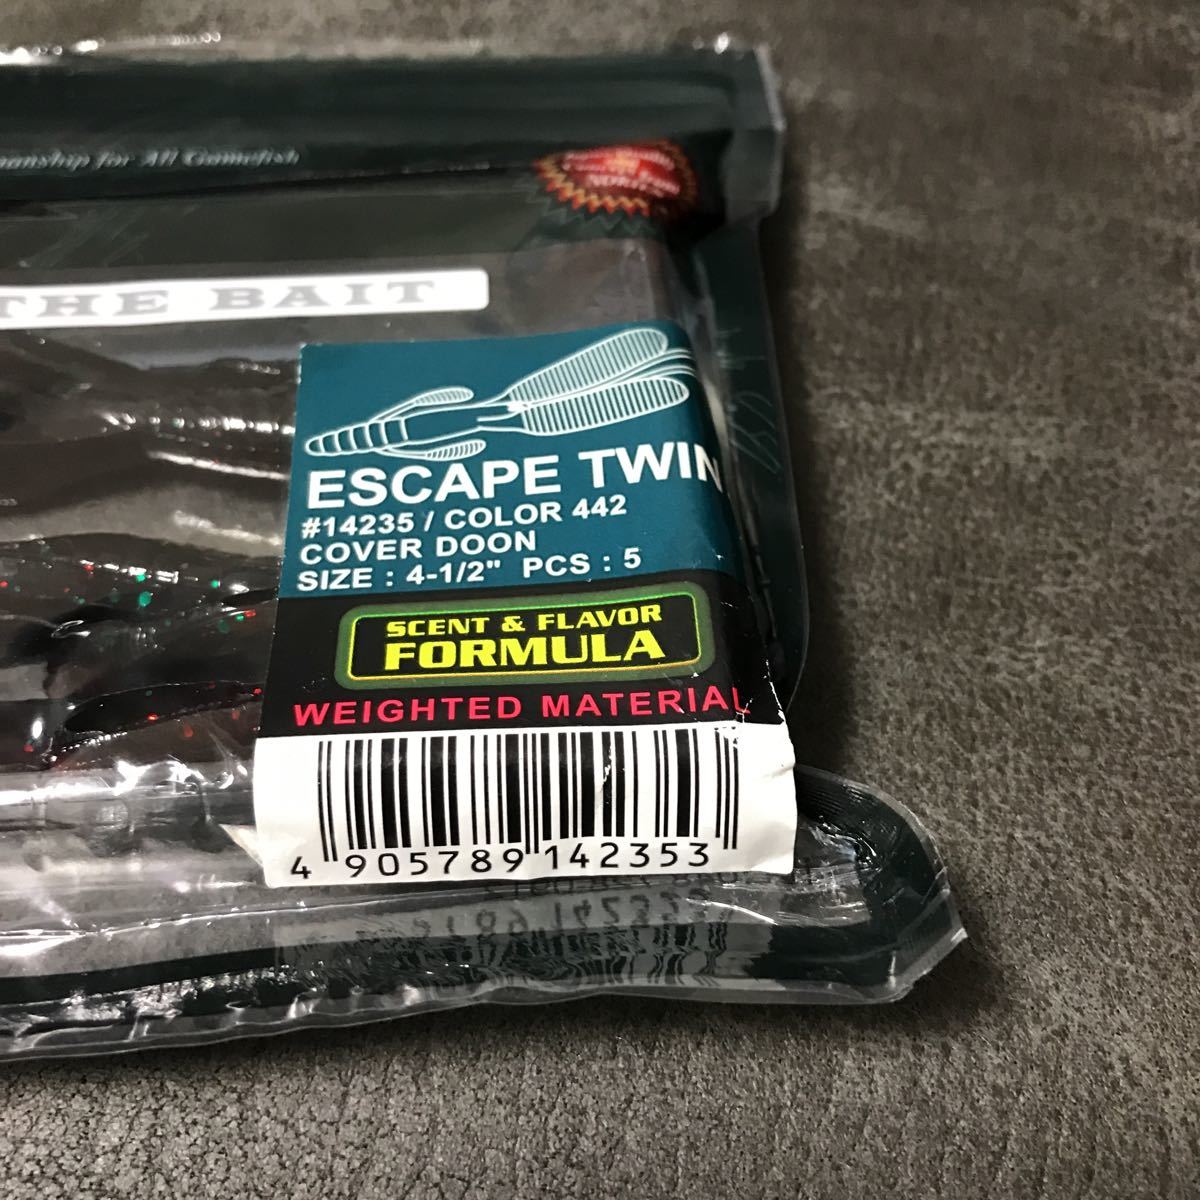 for All Gamefish
THE BAIT
ESCAPE TWIN
#14235 / COLOR 442
COVER DOON
SIZE : 4-1/2" PCS : 5
SCENT & FLAVOR
FORMULA
WEIGHTED MATERIAL
4 905789 142353